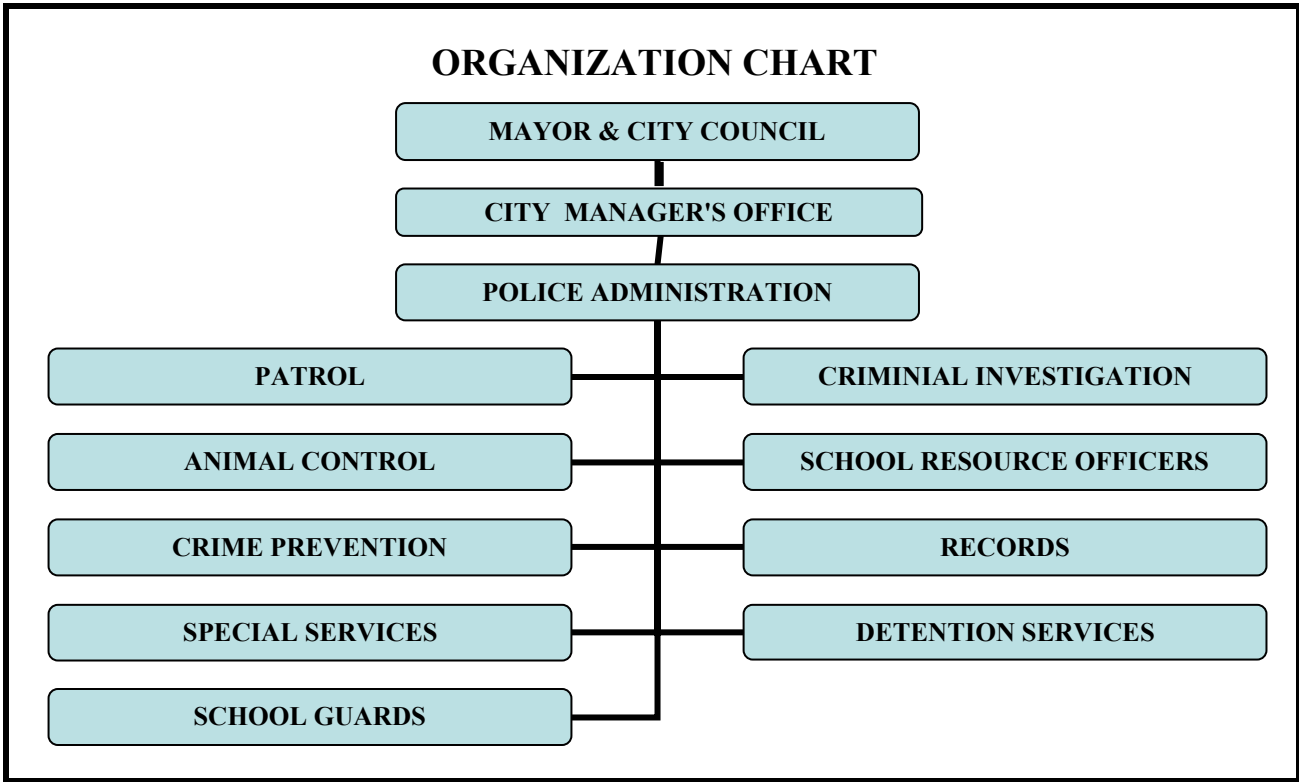 ORGANIZATION CHART
MAYOR & CITY COUNCIL
CITY  MANAGER'S OFFICE
POLICE ADMINISTRATION
PATROL
CRIMINIAL INVESTIGATION
ANIMAL CONTROL
SCHOOL RESOURCE OFFICERS
CRIME PREVENTION
RECORDS
SPECIAL SERVICES
DETENTION SERVICES
SCHOOL GUARDS